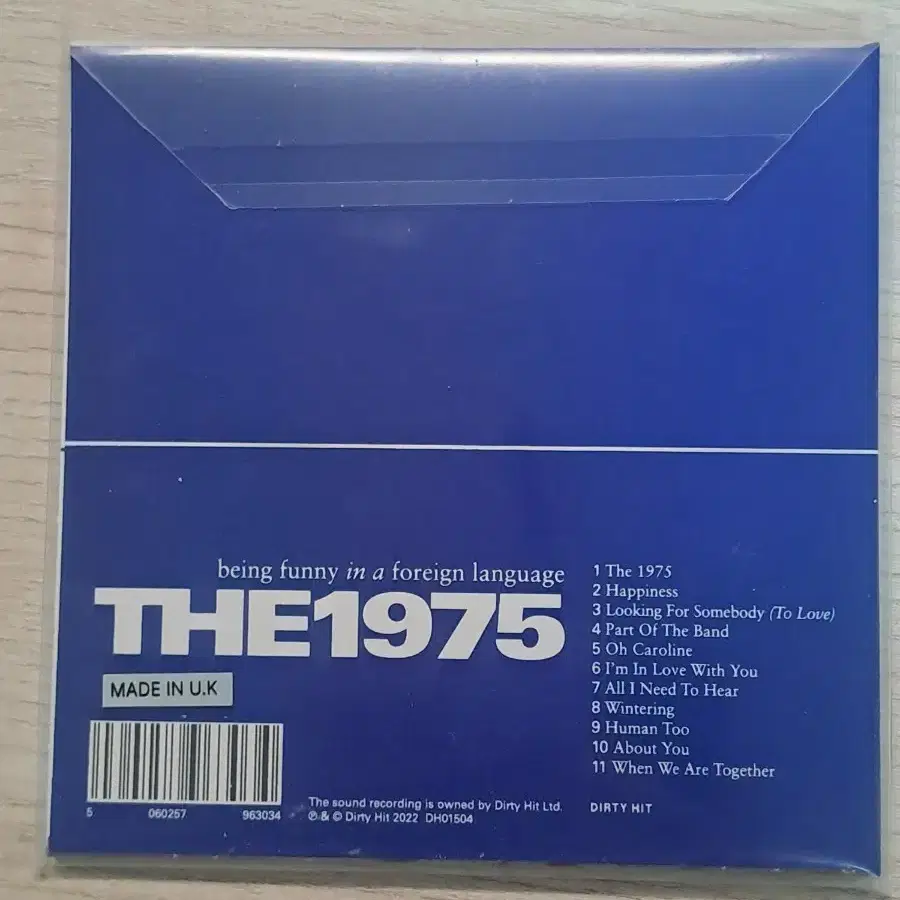 being funny in a foreign language
THE1975
MADE IN U.K
5 060257 963034
The sound recording is owned by Dirty Hit Ltd.
℗ & © Dirty Hit 2022 DH01504
1 The 1975
2 Happiness
3 Looking For Somebody (To Love)
4 Part Of The Band
5 Oh Caroline
6 I'm In Love With You
7 All I Need To Hear
8 Wintering
9 Human Too
10 About You
11 When We Are Together
DIRTY HIT